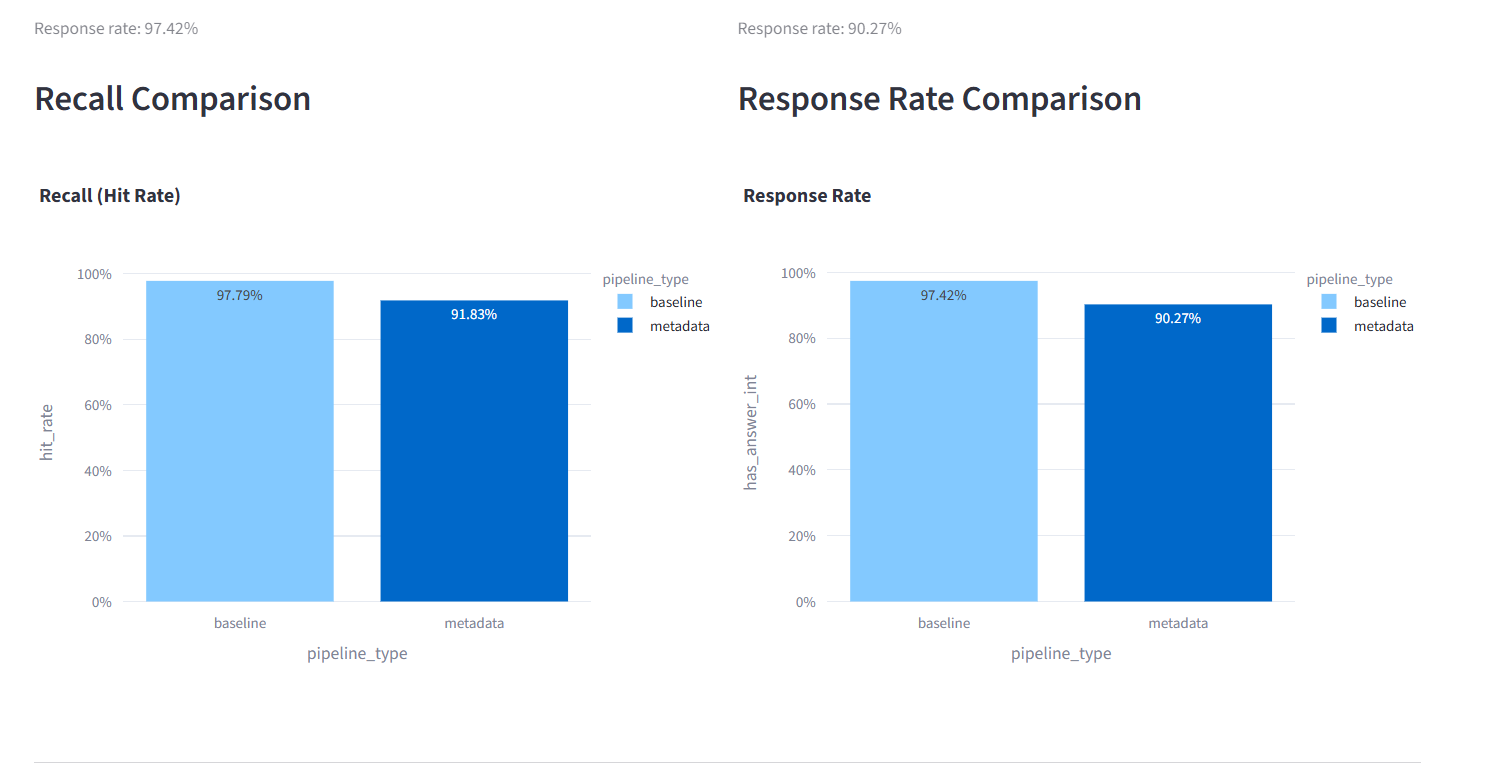 Response rate: 97.42%
Response rate: 90.27%
Recall Comparison
Response Rate Comparison
Recall (Hit Rate)
100%
80%
60%
40%
20%
0%
hit_rate
97.79%
91.83%
baseline
metadata
pipeline_type
pipeline_type
baseline
metadata
Response Rate
100%
80%
60%
40%
20%
0%
has_answer_int
97.42%
90.27%
baseline
metadata
pipeline_type
pipeline_type
baseline
metadata